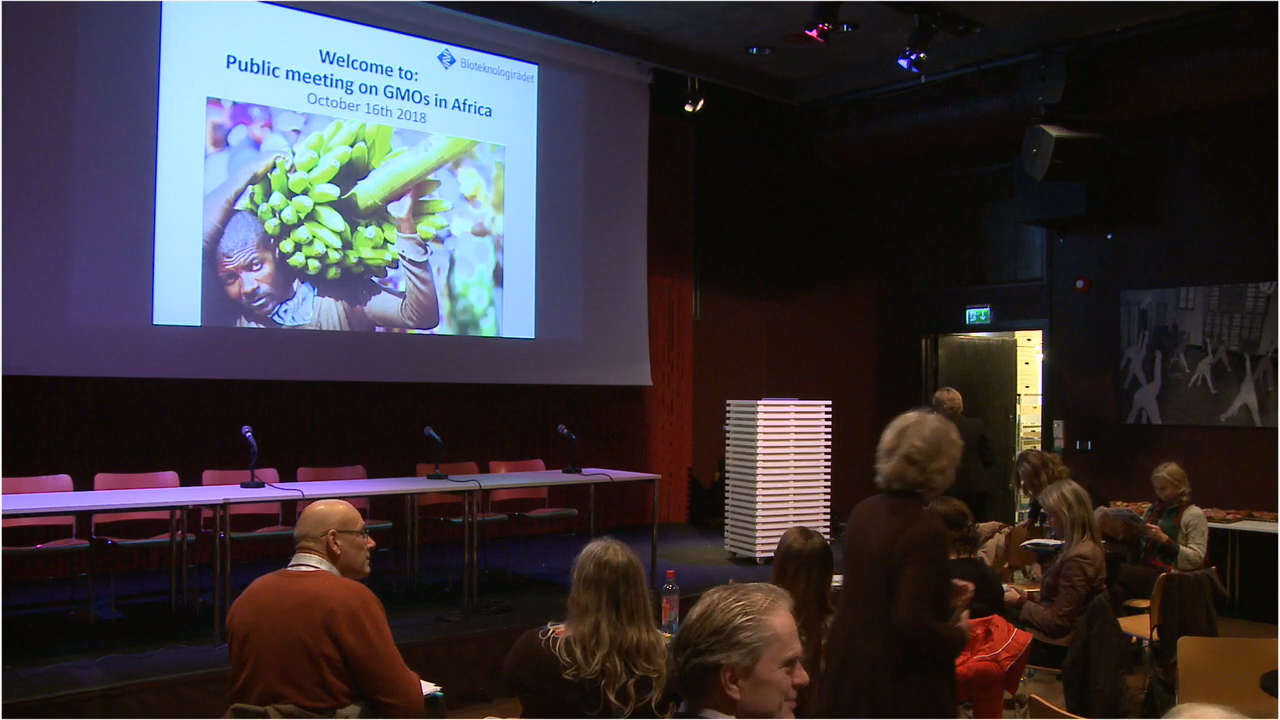 Welcome to:
Bioteknologirådet
Public meeting on GMOs in Africa
October 16th 2018